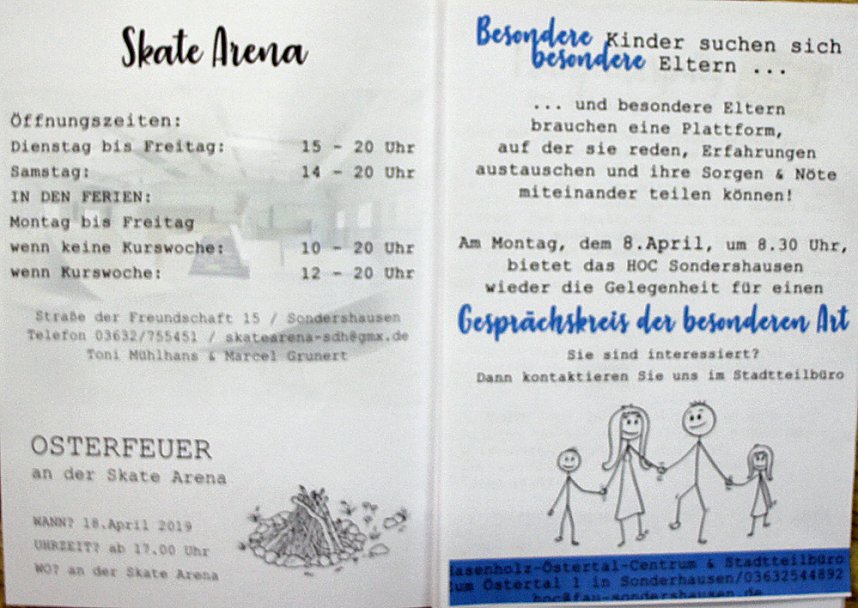 Skate Arena
Öffnungszeiten:
Dienstag bis Freitag: 15 - 20 Uhr
Samstag: 14 - 20 Uhr
IN DEN FERIEN:
Montag bis Freitag
wenn keine Kurswoche: 10 - 20 Uhr
wenn Kurswoche: 12 - 20 Uhr
Straße der Freundschaft 15 / Sondershausen
Telefon 03632/755451 / skatearena-sdh@gmx.de
Toni Mühlhans & Marcel Grunert
OSTERFEUER
an der Skate Arena
WANN? 18.April 2019
UHRZEIT? ab 17.00 Uhr
WO? an der Skate Arena
Besondere Kinder suchen sich
besondere Eltern ...
... und besondere Eltern
brauchen eine Plattform,
auf der sie reden, Erfahrungen
austauschen und ihre Sorgen & Nöte
miteinander teilen können!
Am Montag, dem 8.April, um 8.30 Uhr,
bietet das HOC Sondershausen
wieder die Gelegenheit für einen
Gesprächskreis der besonderen Art
Sie sind interessiert?
Dann kontaktieren Sie uns im Stadtteilbüro
Hasenholz-Östertal-Centrum & Stadtteilbüro
Zum Östertal 1 in Sondershausen/03632544892
hoc@fau-sondershausen.de